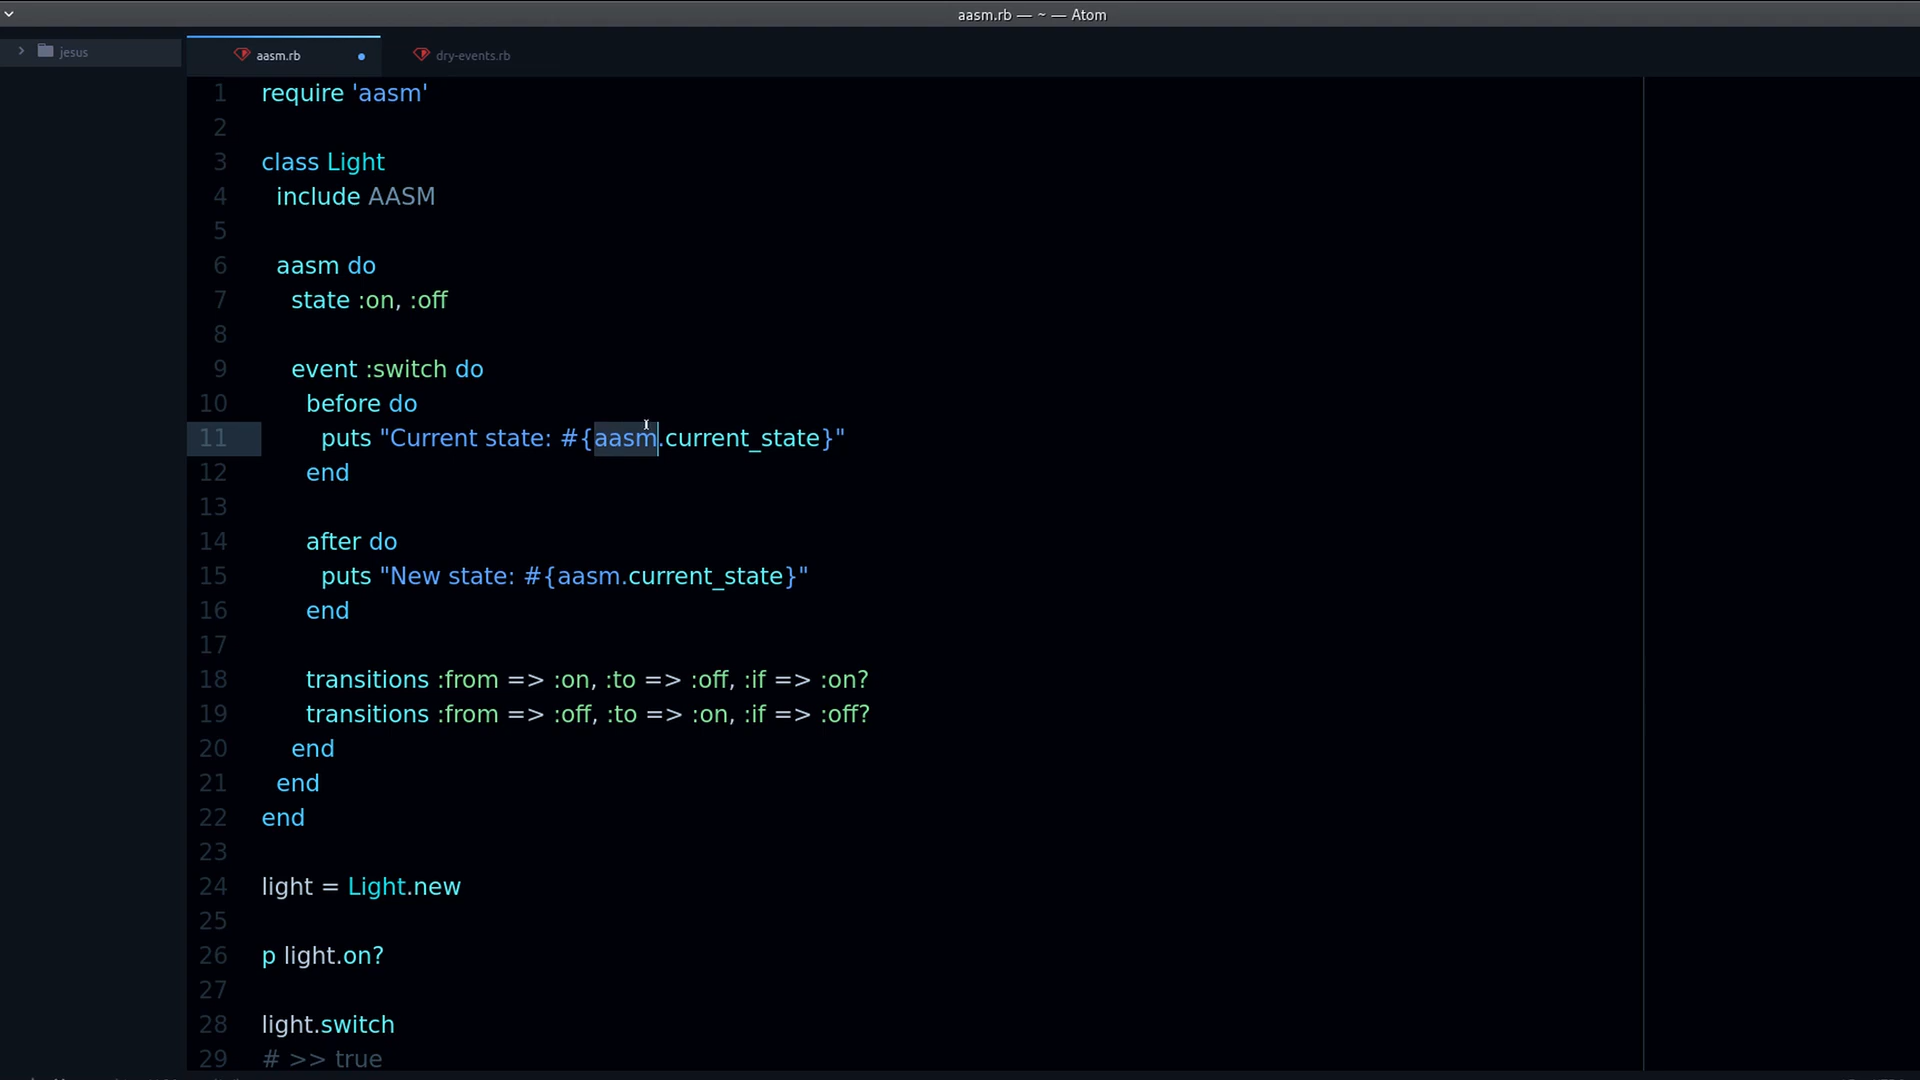 aasm.rb — ~ — Atom
jesus
aasm.rb
dry-events.rb
1 require 'aasm'
2
3 class Light
4 include AASM
5
6 aasm do
7 state :on, :off
8
9 event :switch do
10 before do
11 puts "Current state: #{aasm.current_state}"
12 end
13
14 after do
15 puts "New state: #{aasm.current_state}"
16 end
17
18 transitions :from => :on, :to => :off, :if => :on?
19 transitions :from => :off, :to => :on, :if => :off?
20 end
21 end
22 end
23
24 light = Light.new
25
26 p light.on?
27
28 light.switch
29 # >> true